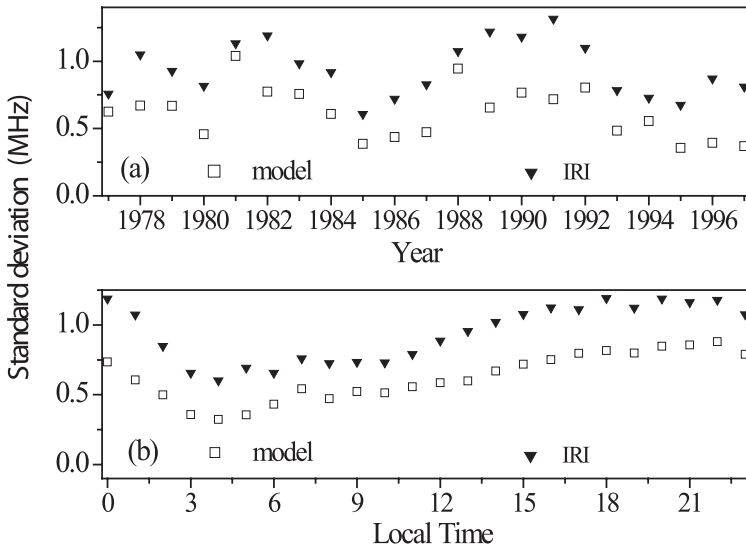 Standard deviation (MHz)
1.0
0.5
0.0
(a)
model
IRI
1978 1980 1982 1984 1986 1988 1990 1992 1994 1996
Year
1.0
0.5
0.0
(b)
model
IRI
0 3 6 9 12 15 18 21
Local Time